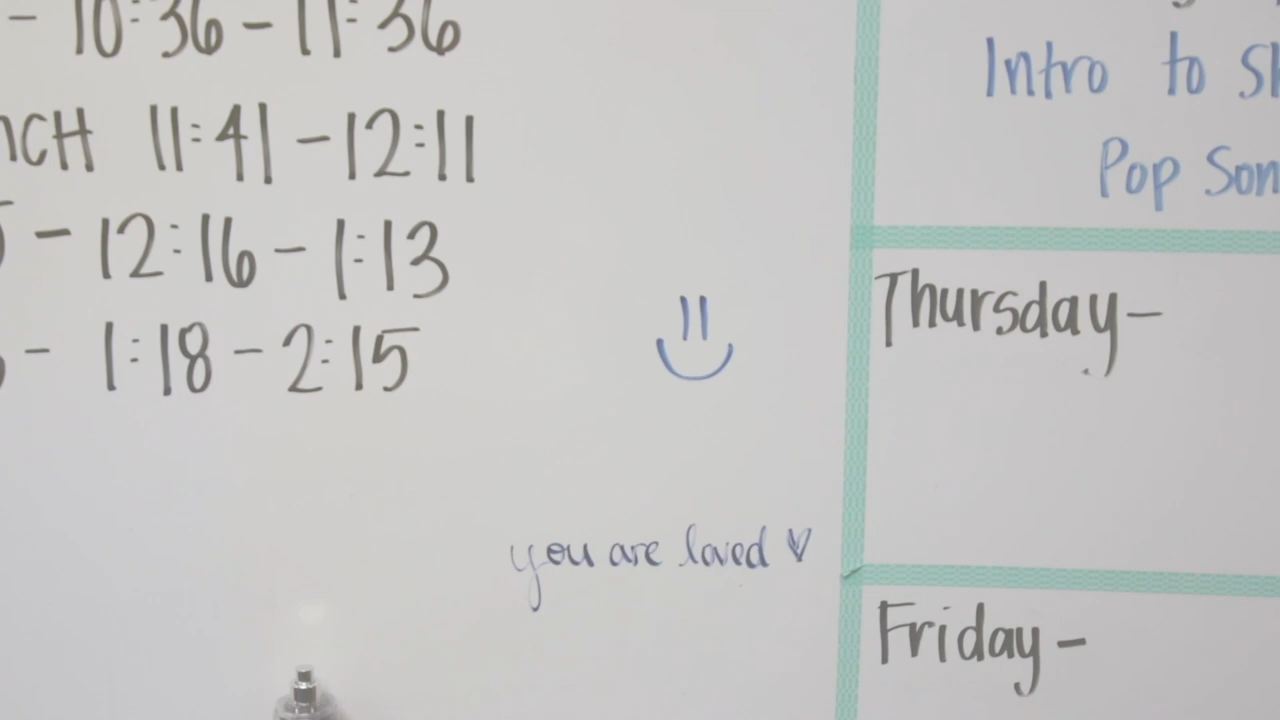 - 10:36 - 11:36
NCH 11:41 - 12:11
- 12:16 - 1:13
- 1:18 - 2:15
you are loved ♥
Intro to Sh
Pop Son
Thursday -
Friday -